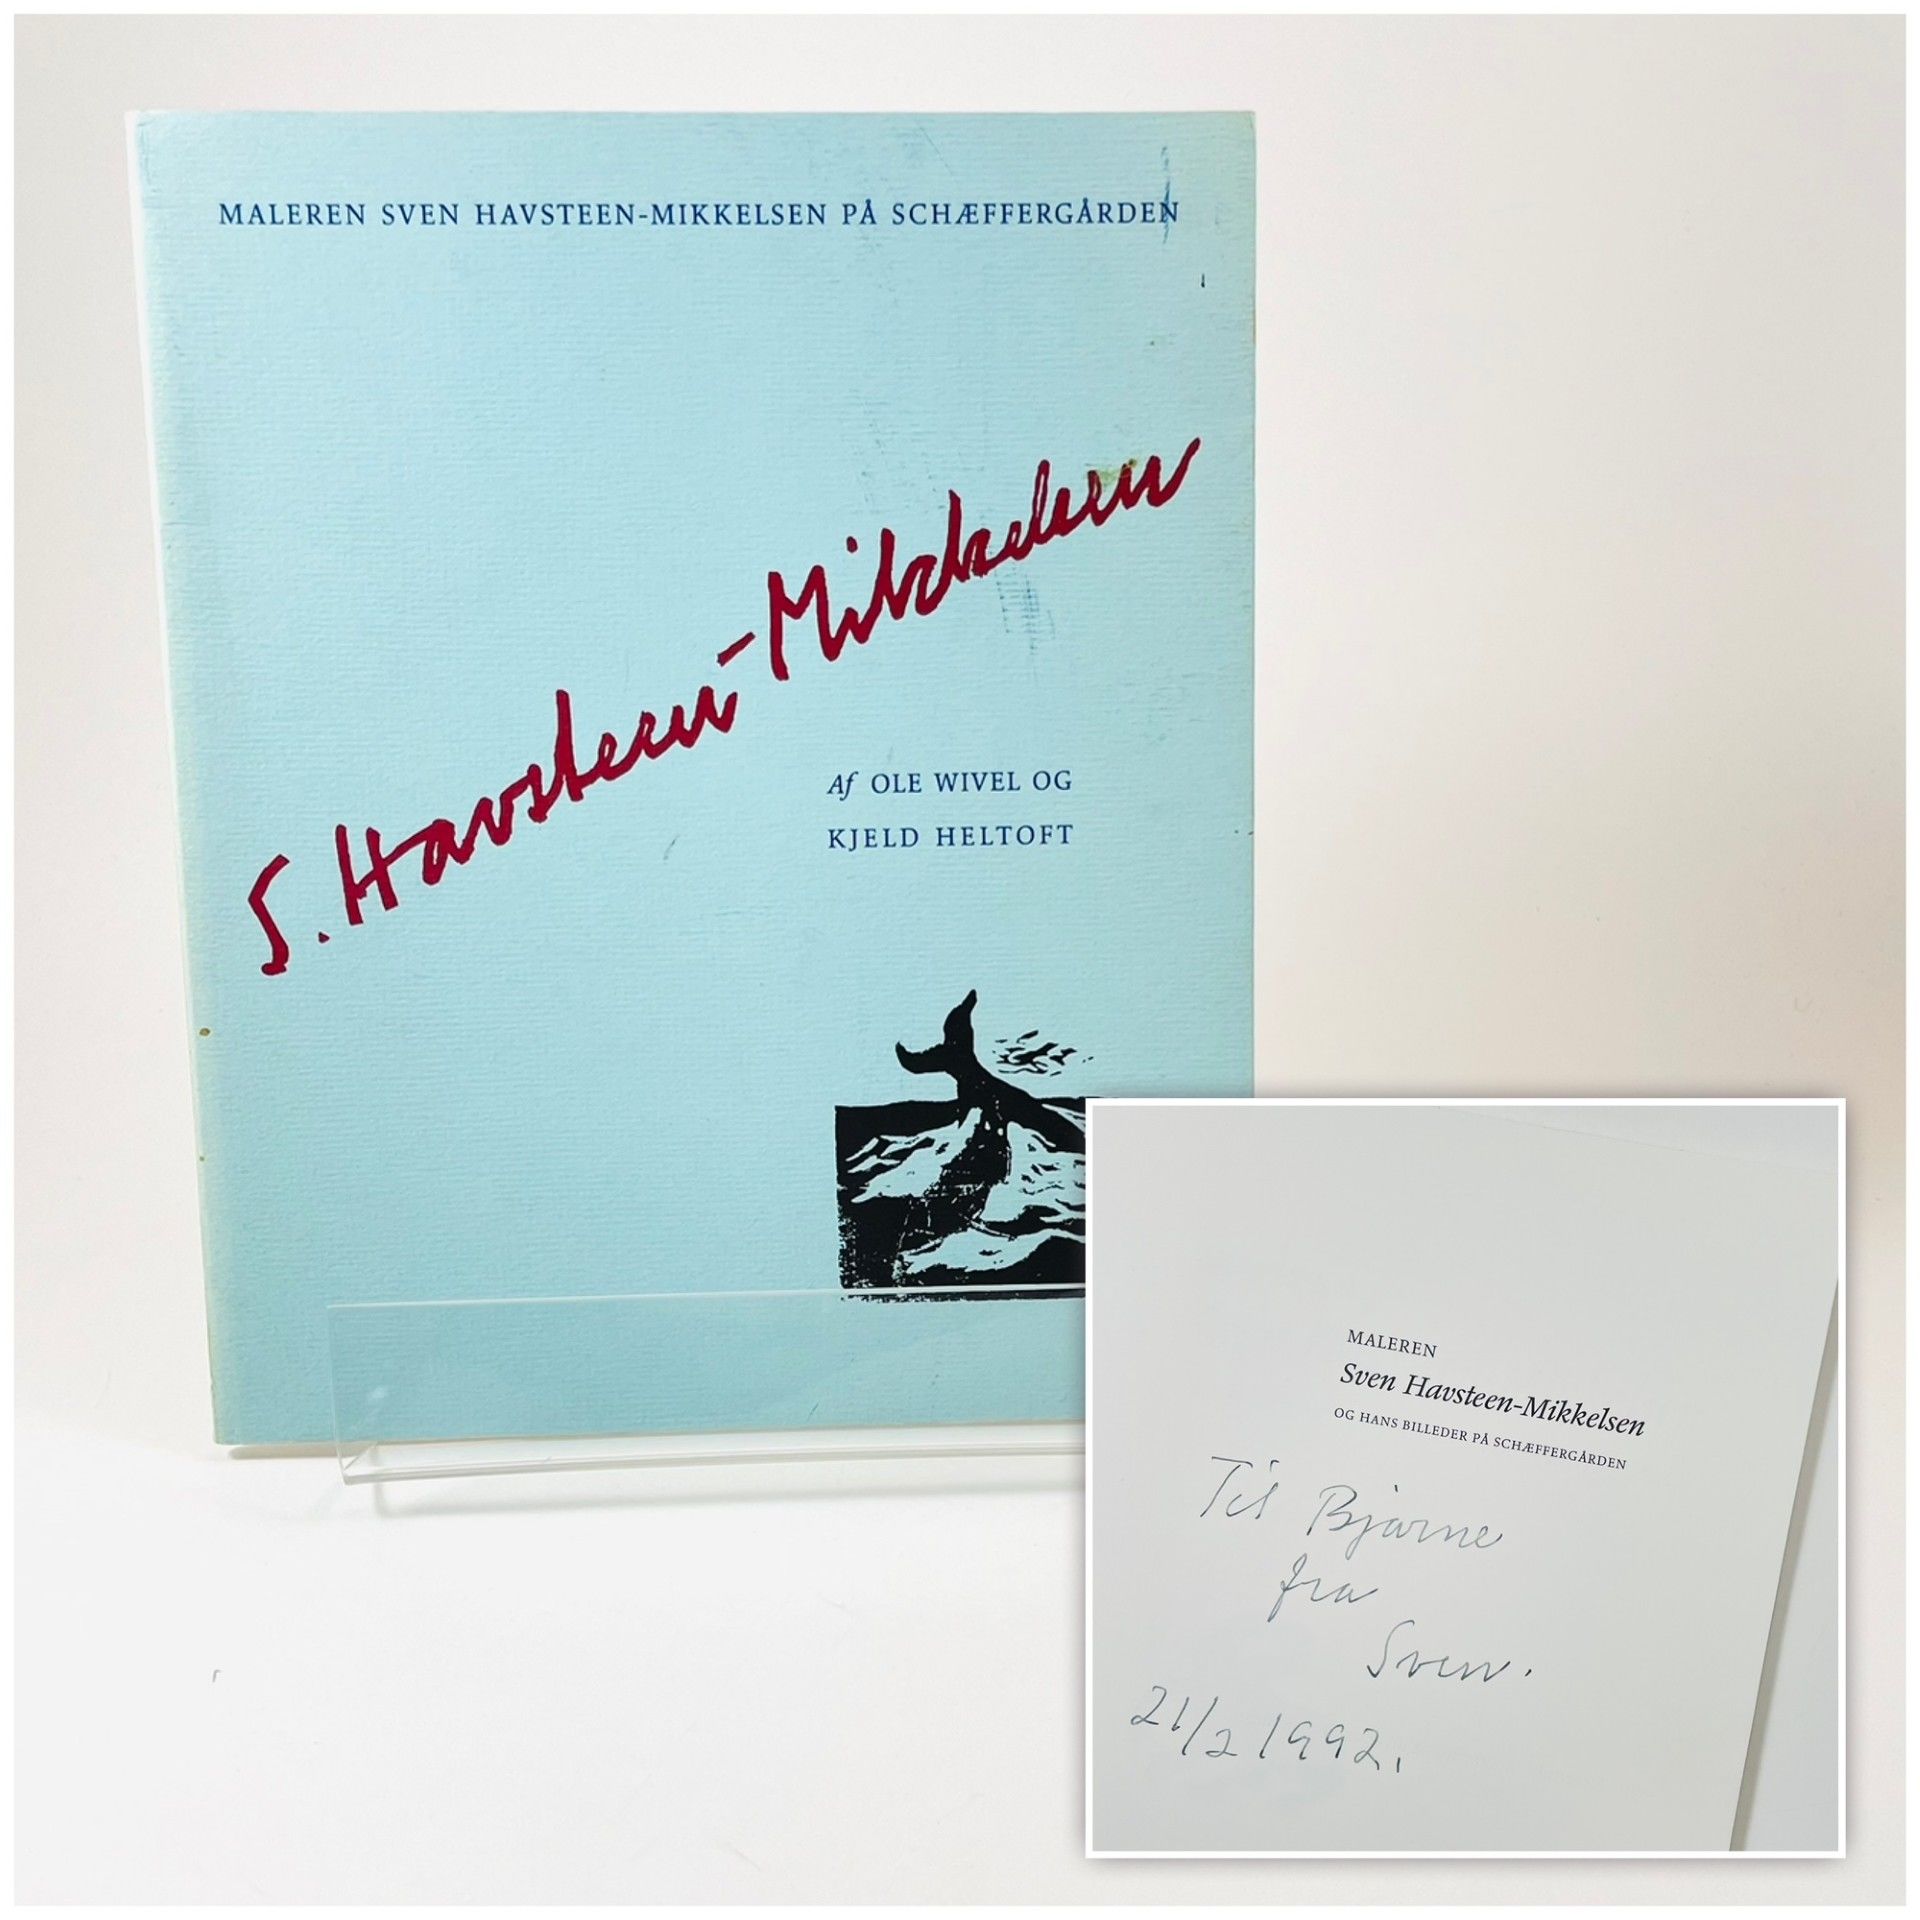 MALEREN SVEN HAVSTEEN-MIKKELSEN PÅ SCHÆFFERGÅRDEN
S. Havsteen-Mikkelsen
Af OLE WIVEL OG
KJELD HELTOFT
MALEREN
Sven Havsteen-Mikkelsen
OG HANS BILLEDER PÅ SCHÆFFERGÅRDEN
Til Bjarne
fra
Sven.
21/2 1992.